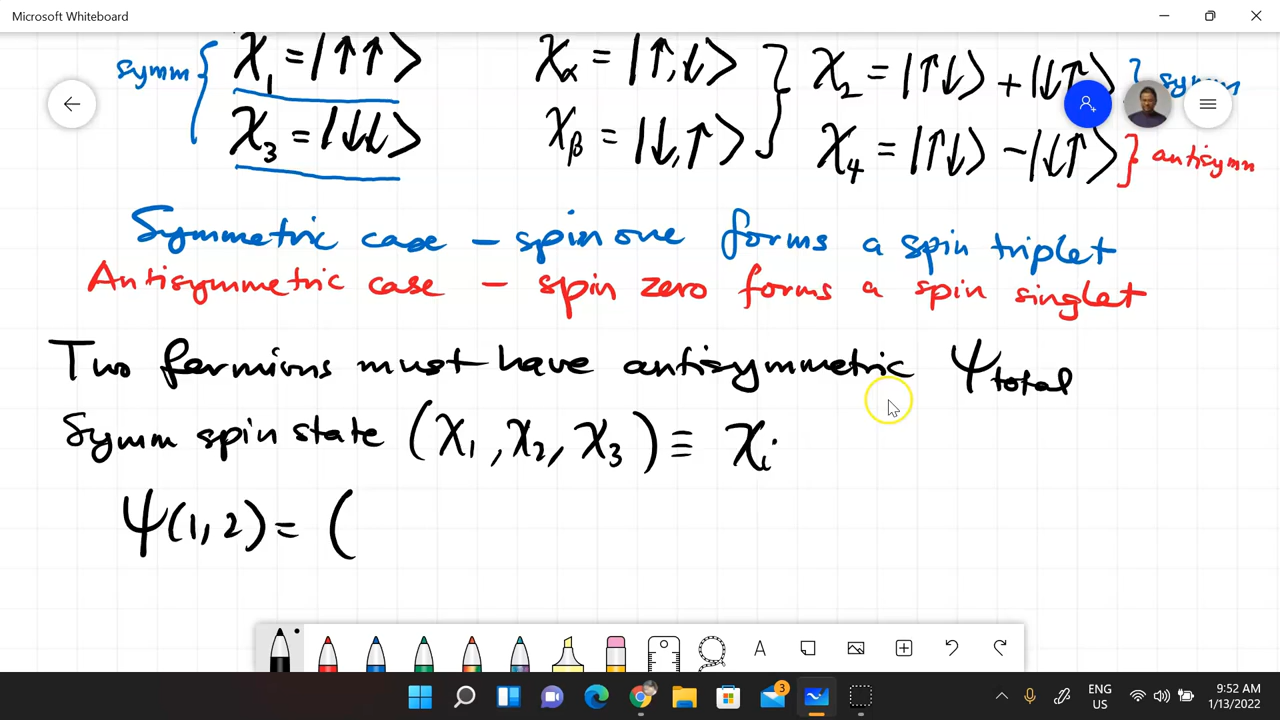 Microsoft Whiteboard
symm { χ₁ = |↑↑> χα = |↑,↓> } χ₂ = |↑↓> + |↓↑> } symm
χ₃ = |↓↓> χβ = |↓,↑> χ₄ = |↑↓> − |↓↑> } antisymm
Symmetric case – spin one forms a spin triplet
Antisymmetric case – spin zero forms a spin singlet
Two fermions must have antisymmetric Ψtotal
Symm spin state (χ₁, χ₂, χ₃) ≡ χᵢ
Ψ(1,2) = (
A
3
ENG
US
9:52 AM
1/13/2022